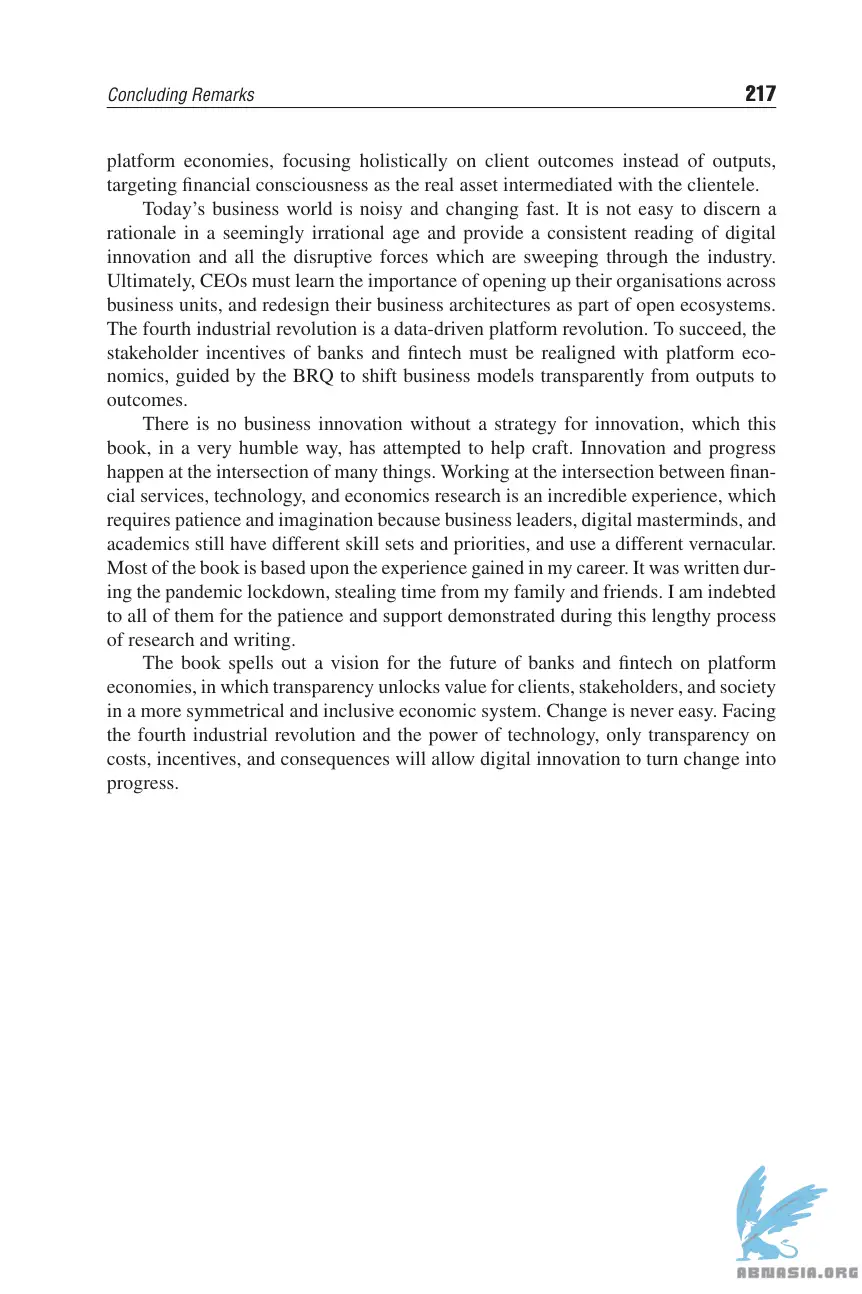 Concluding Remarks 217
platform economies, focusing holistically on client outcomes instead of outputs,
targeting financial consciousness as the real asset intermediated with the clientele.
Today’s business world is noisy and changing fast. It is not easy to discern a
rationale in a seemingly irrational age and provide a consistent reading of digital
innovation and all the disruptive forces which are sweeping through the industry.
Ultimately, CEOs must learn the importance of opening up their organisations across
business units, and redesign their business architectures as part of open ecosystems.
The fourth industrial revolution is a data-driven platform revolution. To succeed, the
stakeholder incentives of banks and fintech must be realigned with platform eco-
nomics, guided by the BRQ to shift business models transparently from outputs to
outcomes.
There is no business innovation without a strategy for innovation, which this
book, in a very humble way, has attempted to help craft. Innovation and progress
happen at the intersection of many things. Working at the intersection between finan-
cial services, technology, and economics research is an incredible experience, which
requires patience and imagination because business leaders, digital masterminds, and
academics still have different skill sets and priorities, and use a different vernacular.
Most of the book is based upon the experience gained in my career. It was written dur-
ing the pandemic lockdown, stealing time from my family and friends. I am indebted
to all of them for the patience and support demonstrated during this lengthy process
of research and writing.
The book spells out a vision for the future of banks and fintech on platform
economies, in which transparency unlocks value for clients, stakeholders, and society
in a more symmetrical and inclusive economic system. Change is never easy. Facing
the fourth industrial revolution and the power of technology, only transparency on
costs, incentives, and consequences will allow digital innovation to turn change into
progress.
ABNASIA.ORG